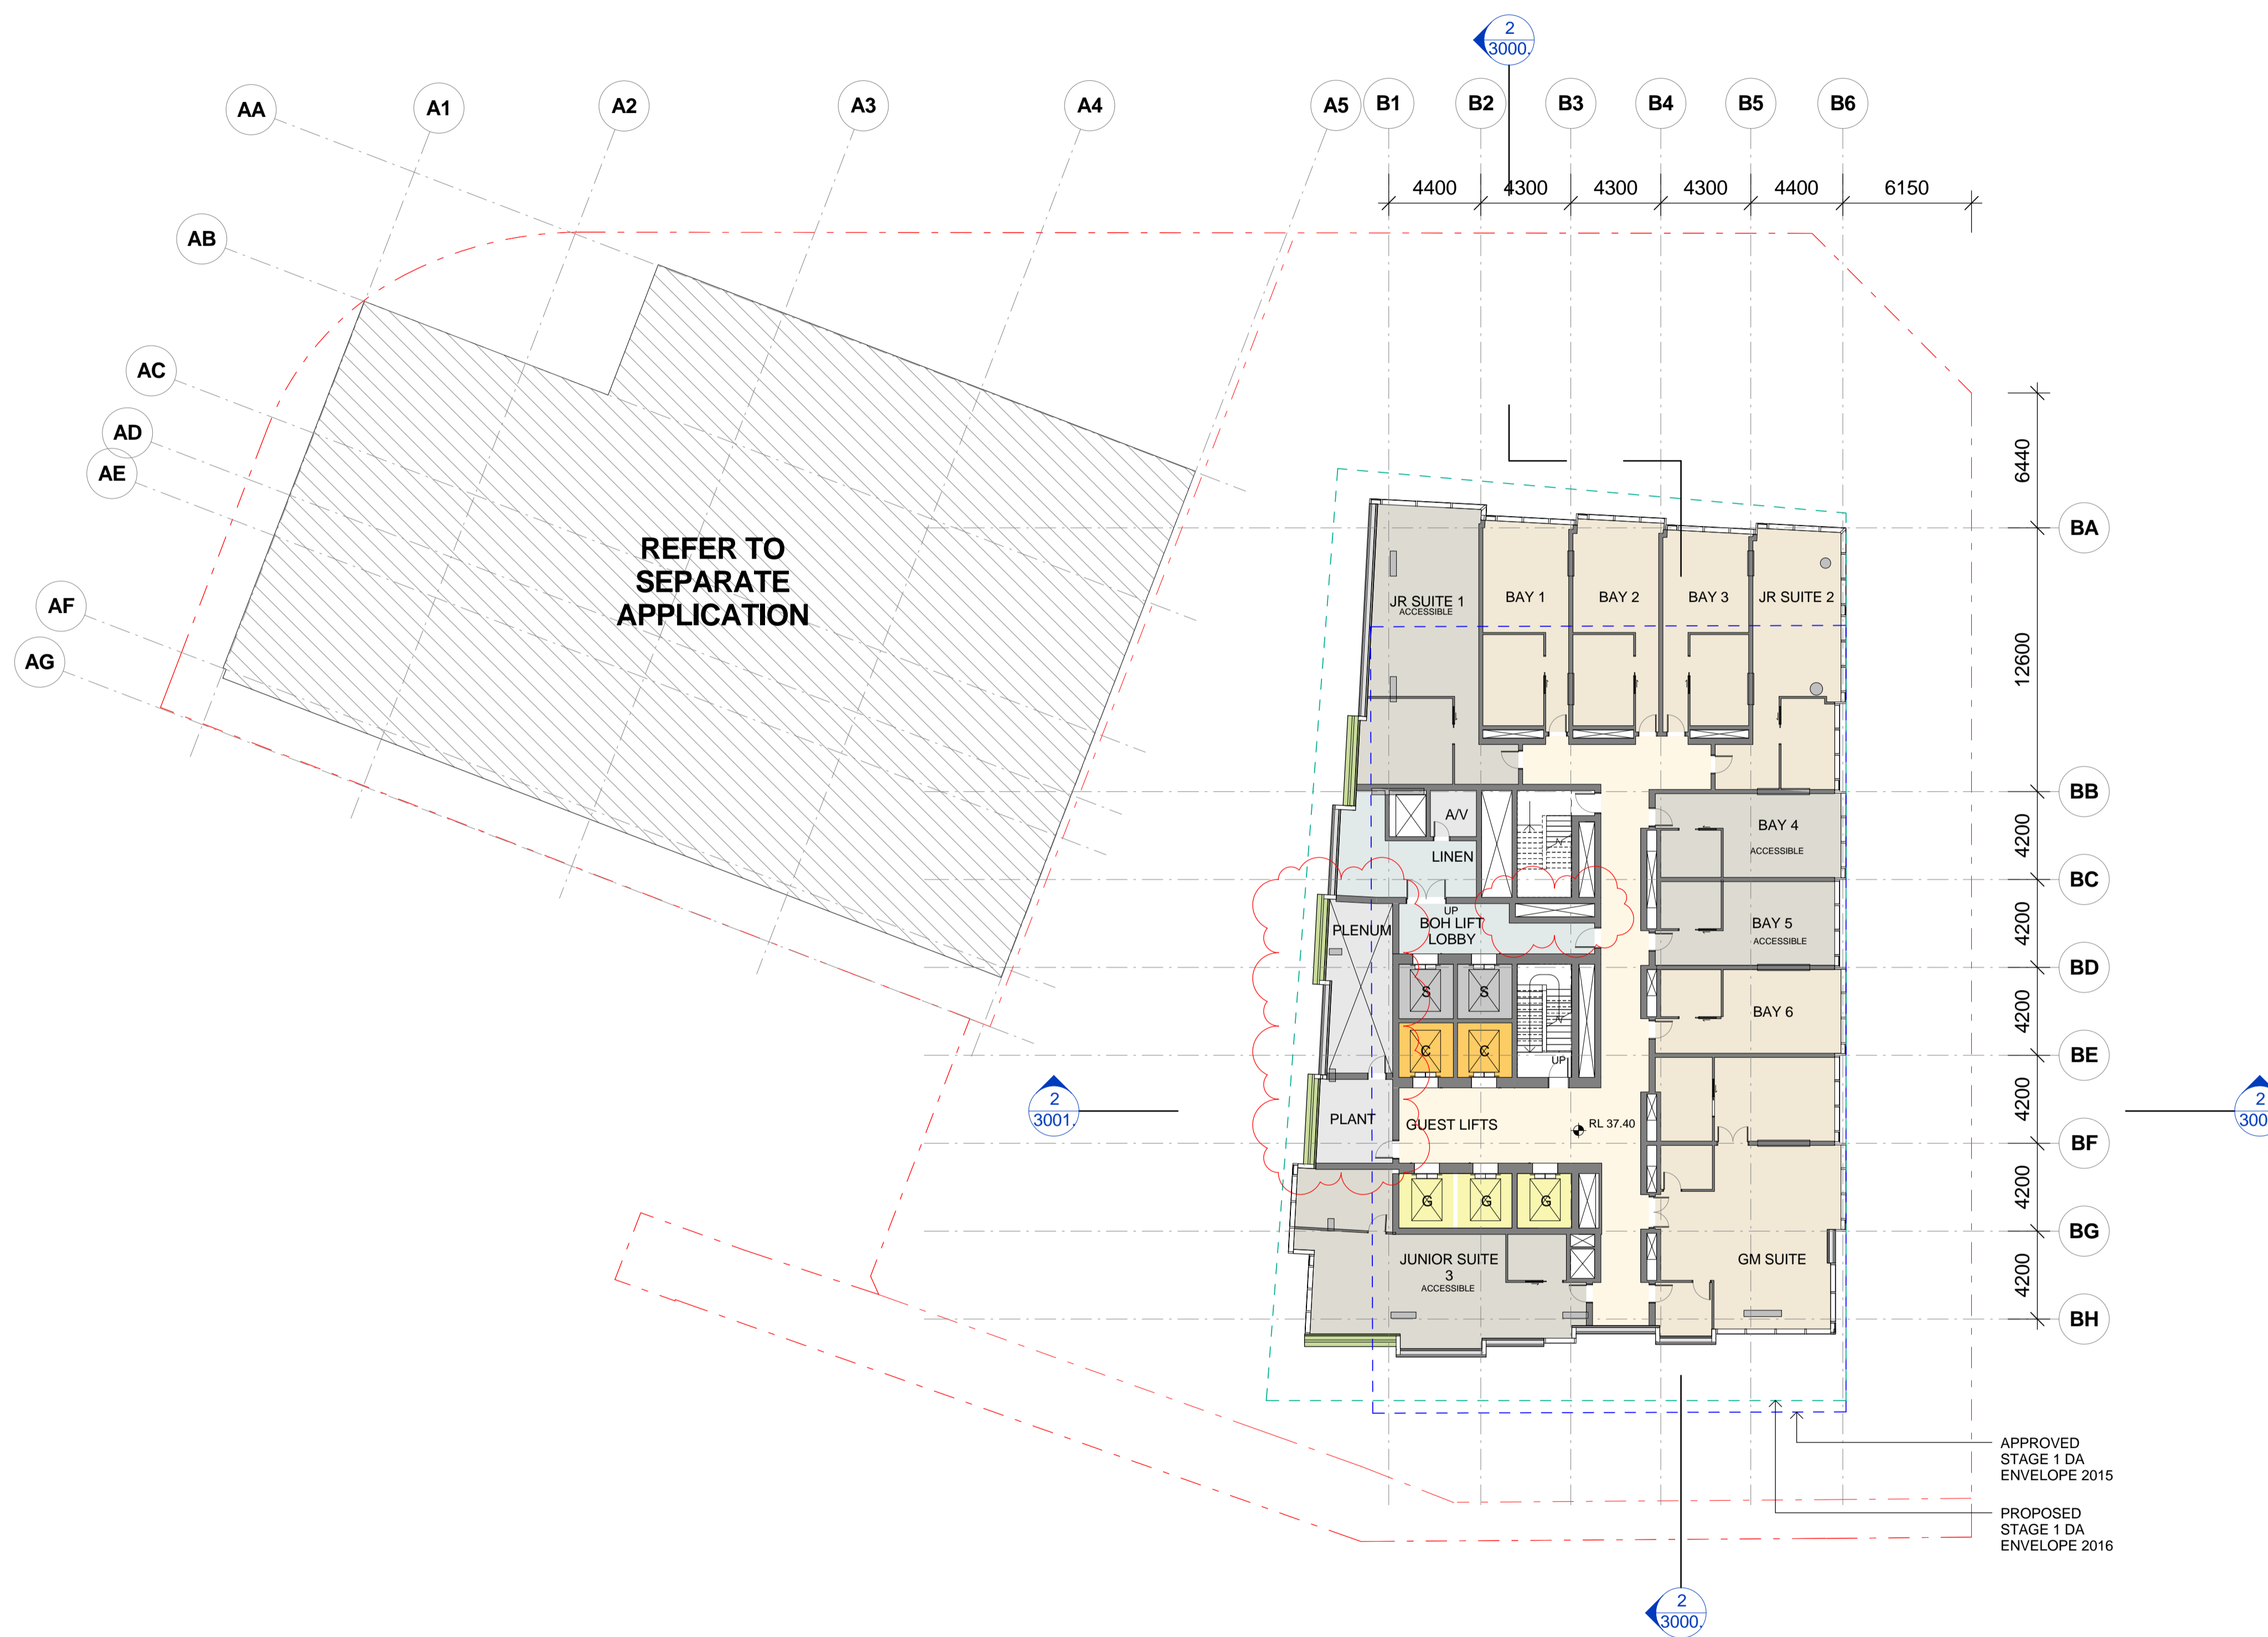 2
3000.
AA
A1
A2
A3
A4
A5
B1
B2
B3
B4
B5
B6
4400
4300
4300
4300
4400
6150
AB
AC
AD
AE
AF
AG
REFER TO
SEPARATE
APPLICATION
6440
BA
12600
BB
4200
BC
4200
BD
4200
BE
4200
BF
4200
BG
4200
BH
JR SUITE 1
ACCESSIBLE
BAY 1
BAY 2
BAY 3
JR SUITE 2
A/V
LINEN
BAY 4
ACCESSIBLE
UP
BOH LIFT
LOBBY
PLENUM
BAY 5
ACCESSIBLE
S
S
BAY 6
C
C
UP
PLANT
GUEST LIFTS
RL 37.40
G
G
G
JUNIOR SUITE
3
ACCESSIBLE
GM SUITE
2
3001.
2
300
APPROVED
STAGE 1 DA
ENVELOPE 2015
PROPOSED
STAGE 1 DA
ENVELOPE 2016
2
3000.